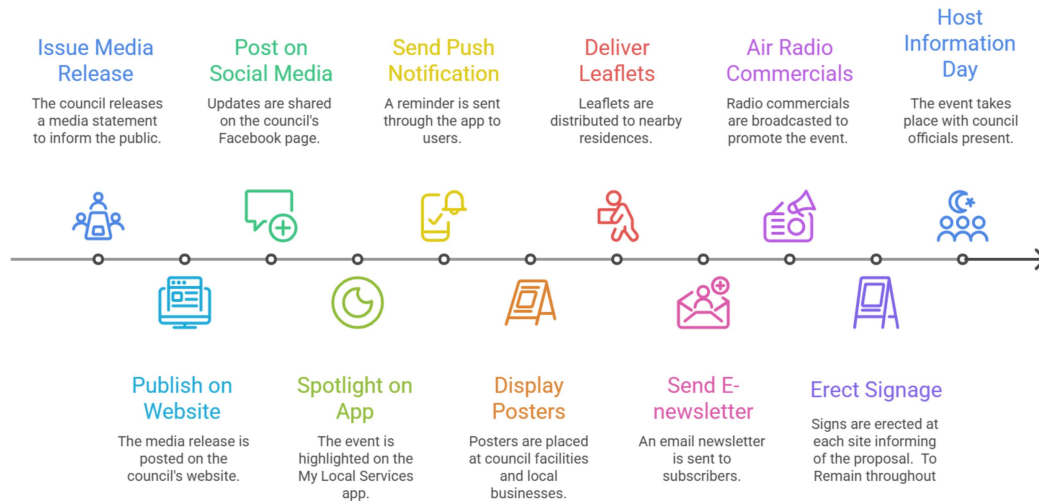 Issue Media
Release
The council releases
a media statement
to inform the public.
Post on
Social Media
Updates are shared
on the council's
Facebook page.
Send Push
Notification
A reminder is sent
through the app to
users.
Deliver
Leaflets
Leaflets are
distributed to nearby
residences.
Air Radio
Commercials
Radio commercials
are broadcasted to
promote the event.
Host
Information
Day
The event takes
place with council
officials present.
Publish on
Website
The media release is
posted on the
council's website.
Spotlight on
App
The event is
highlighted on the
My Local Services
app.
Display
Posters
Posters are placed
at council facilities
and local
businesses.
Send E-
newsletter
An email newsletter
is sent to
subscribers.
Erect Signage
Signs are erected at
each site informing
of the proposal. To
Remain throughout